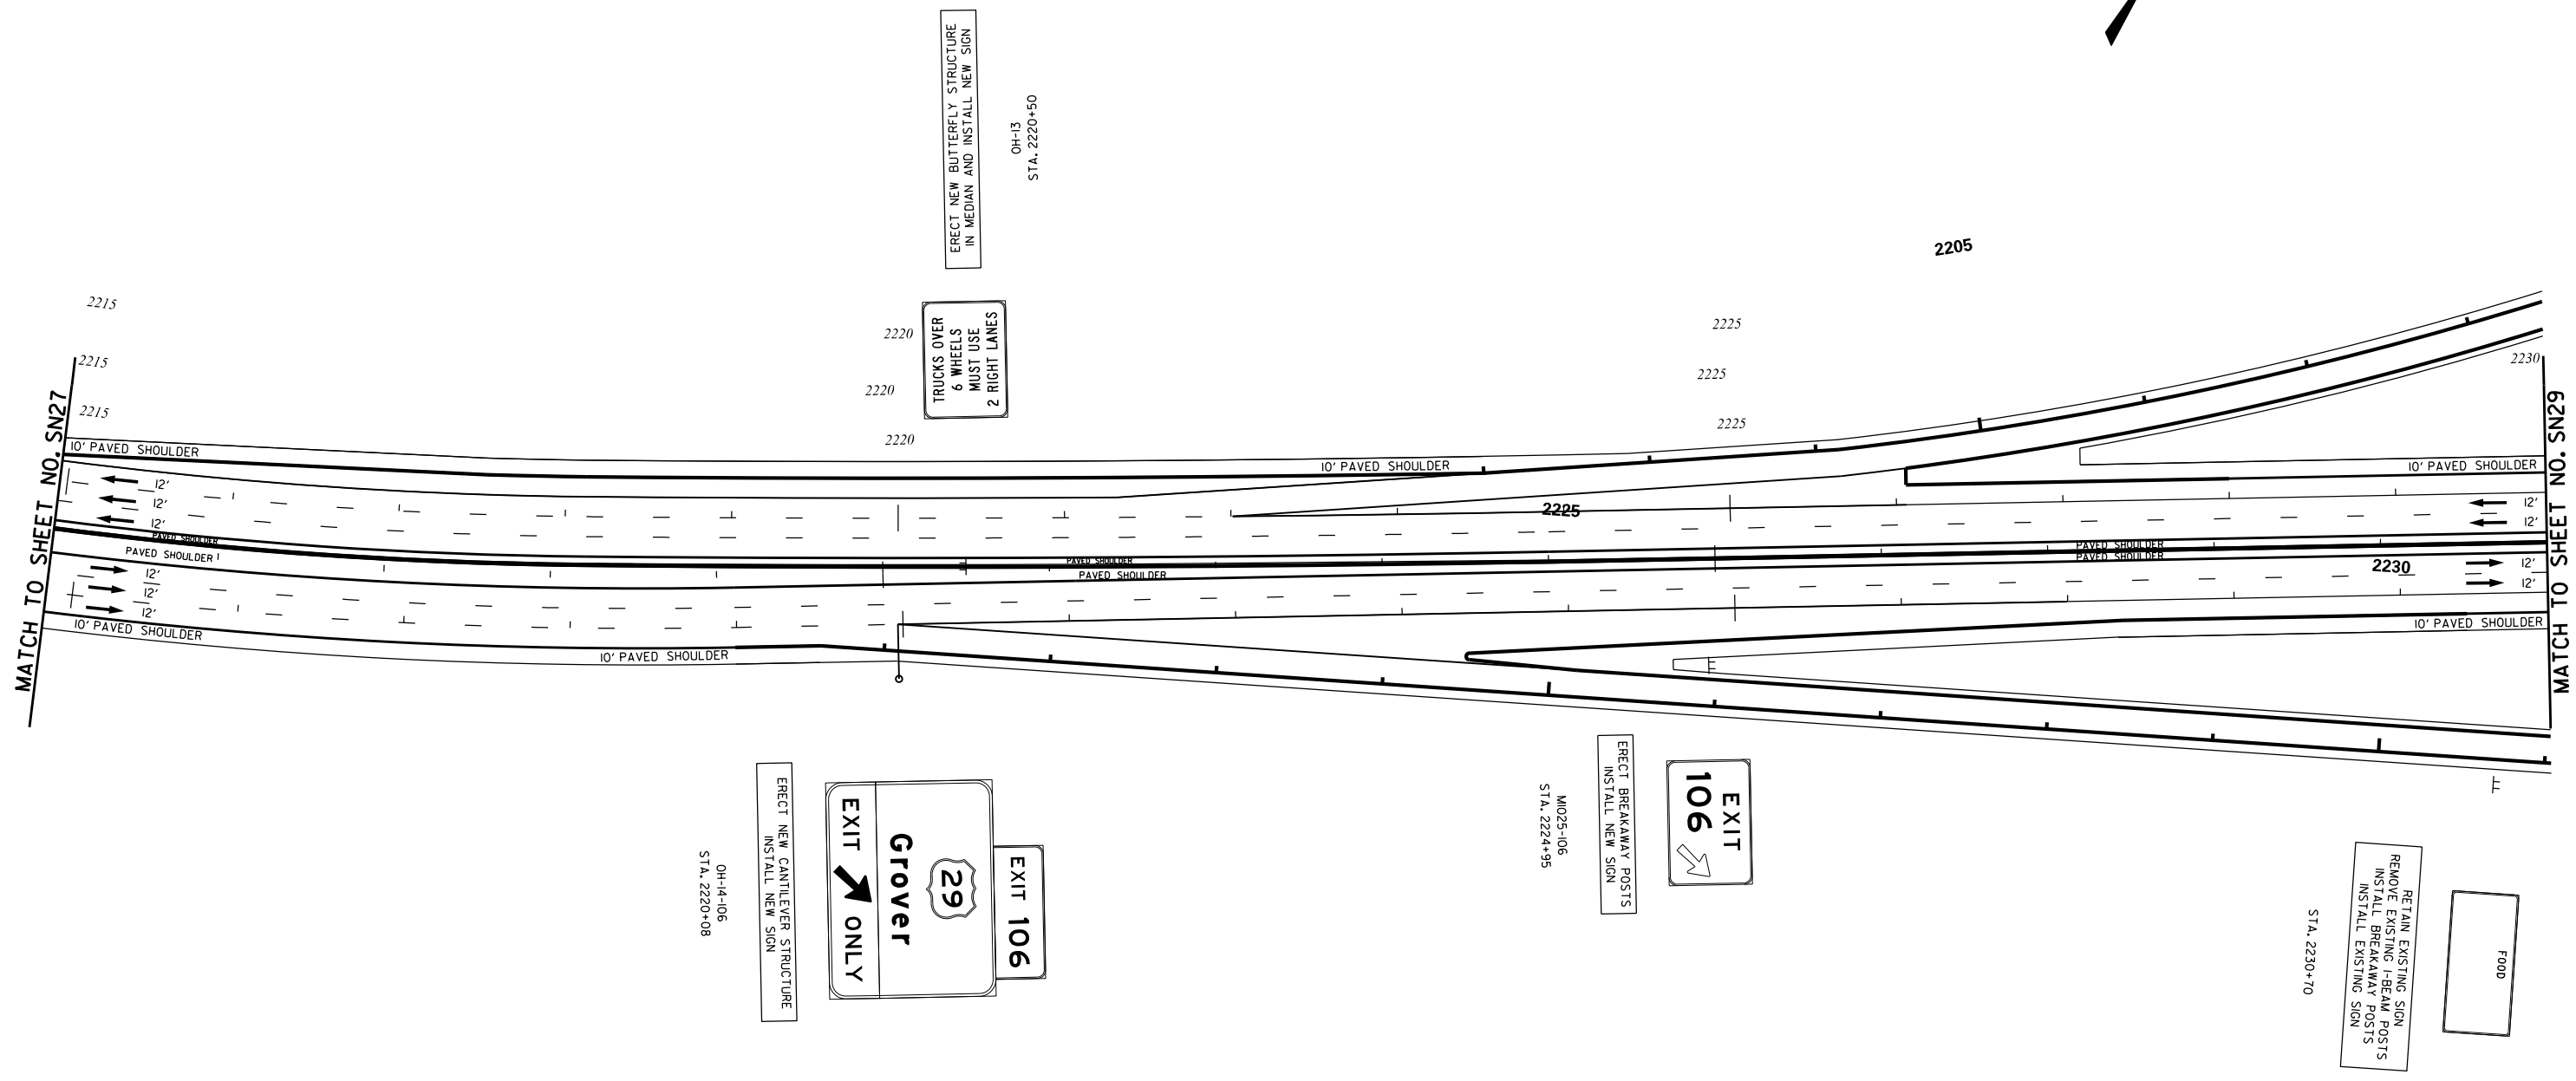 ERECT NEW BUTTERFLY STRUCTURE
IN MEDIAN AND INSTALL NEW SIGN
OH-13
STA. 2220+50
2205
TRUCKS OVER
6 WHEELS
MUST USE
2 RIGHT LANES
2215
2220
2225
2215
2220
2225
2230
2215
2220
2225
MATCH TO SHEET NO. SN27
MATCH TO SHEET NO. SN29
10' PAVED SHOULDER
10' PAVED SHOULDER
10' PAVED SHOULDER
12'
12'
12'
2225
12'
12'
PAVED SHOULDER
PAVED SHOULDER
PAVED SHOULDER
PAVED SHOULDER
PAVED SHOULDER
PAVED SHOULDER
12'
12'
12'
2230
12'
12'
10' PAVED SHOULDER
10' PAVED SHOULDER
10' PAVED SHOULDER
ERECT NEW CANTILEVER STRUCTURE
INSTALL NEW SIGN
OH-14-106
STA. 2220+08
EXIT 106
29
Grover
EXIT ONLY
ERECT BREAKAWAY POSTS
INSTALL NEW SIGN
MI025-106
STA. 2224+95
EXIT
106
RETAIN EXISTING SIGN
REMOVE EXISTING I-BEAM POSTS
INSTALL BREAKAWAY POSTS
INSTALL EXISTING SIGN
STA. 2230+70
FOOD